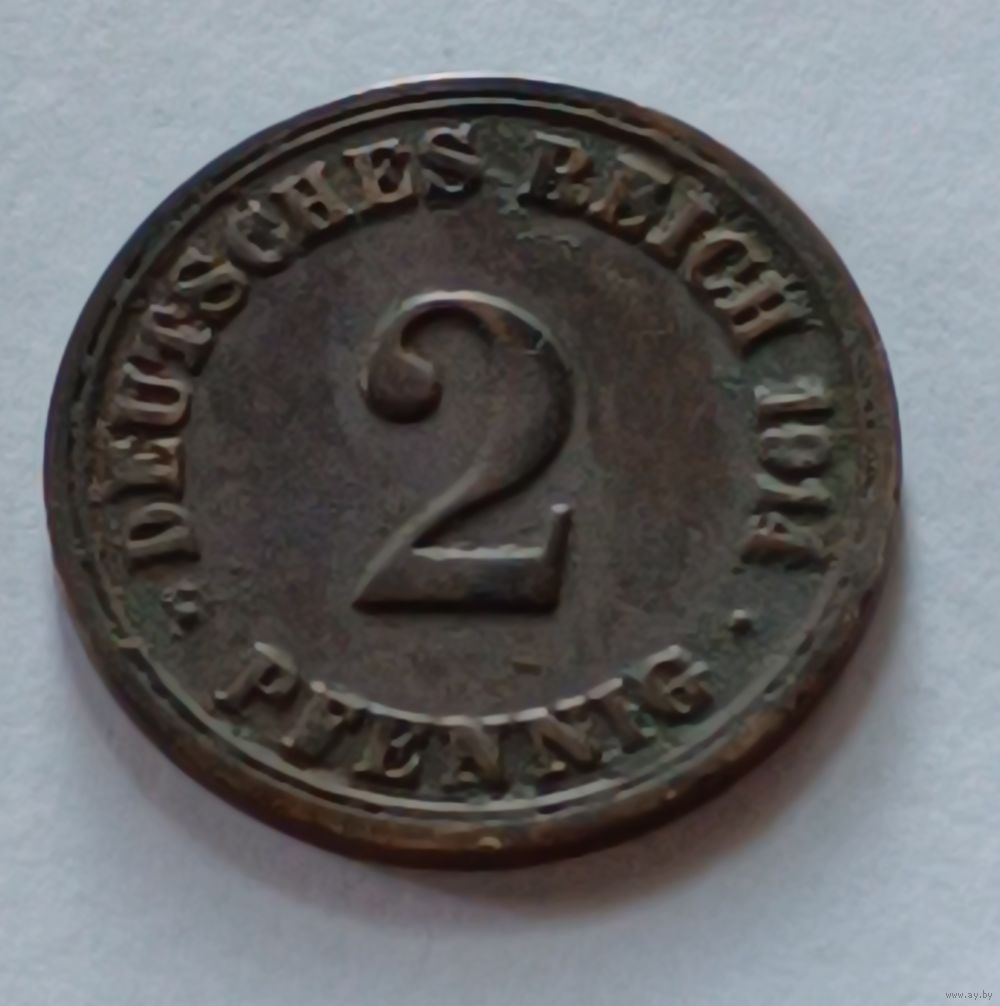 DEUTSCHES REICH 1914
2
PFENNIG
www.ay.by